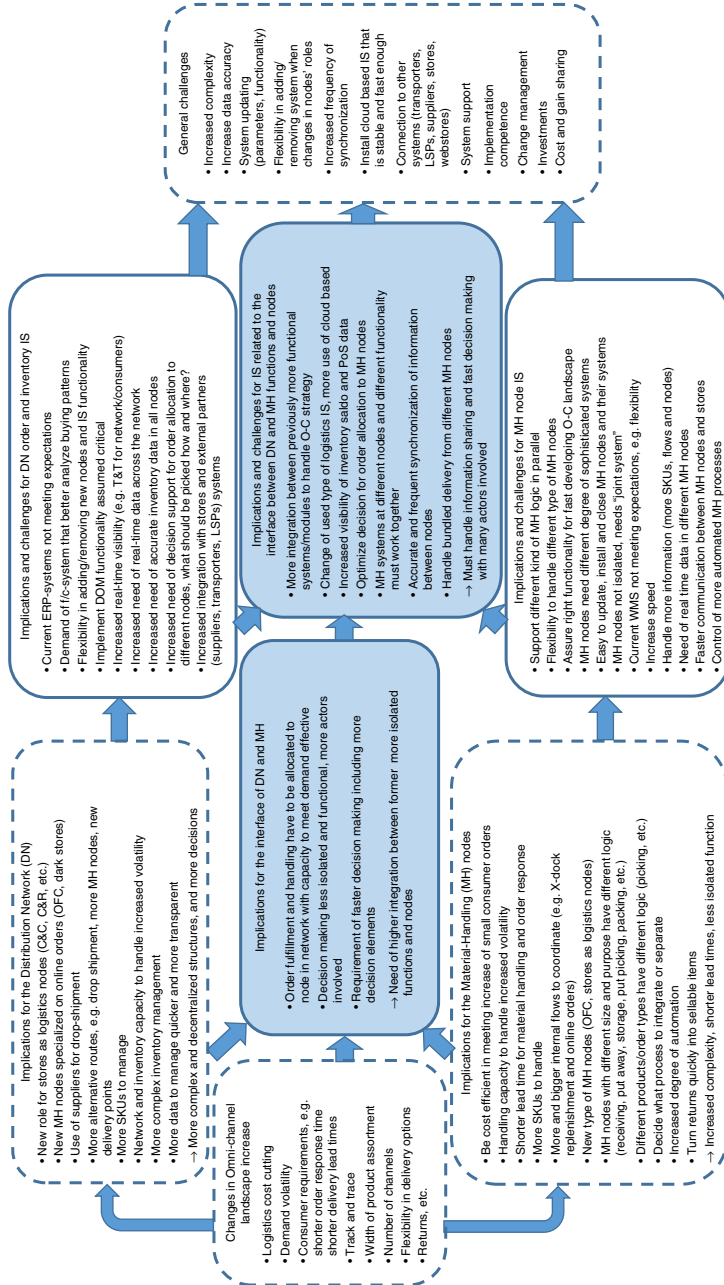 Changes in Omni-channel
landscape increase
• Logistics cost cutting
• Demand volatility
• Consumer requirements, e.g.
shorter order response time
shorter delivery lead times
• Track and trace
• Width of product assortment
• Number of channels
• Flexibility in delivery options
• Returns, etc.
Implications for the Distribution Network (DN)
• New role for stores as logistics nodes (C&C, C&R, etc.)
• New MH nodes specialized on online orders (OFC, dark stores)
• Use of suppliers for drop-shipment
• More alternative routes, e.g. drop shipment, more MH nodes, new
delivery points
• More SKUs to manage
• Network and inventory capacity to handle increased volatility
• More complex inventory management
• More data to manage quicker and more transparent
→ More complex and decentralized structures, and more decisions
Implications for the interface of DN and MH
• Order fulfillment and handling have to be allocated to
node in network with capacity to meet demand effective
• Decision making less isolated and functional, more actors
involved
• Requirement of faster decision making including more
decision elements
→ Need of higher integration between former more isolated
functions and nodes
Implications for the Material-Handling (MH) nodes
• Be cost efficient in meeting increase of small consumer orders
• Handling capacity to handle increased volatility
• Shorter lead time for material handling and order response
• More SKUs to handle
• More and bigger internal flows to coordinate (e.g. X-dock
replenishment and online orders)
• New type of MH nodes (OFC, stores as logistics nodes)
• MH nodes with different size and purpose have different logic
(receiving, put away, storage, put picking, packing, etc.)
• Different products/order types have different logic (picking, etc.)
• Decide what process to integrate or separate
• Increased degree of automation
• Turn returns quickly into sellable items
→ Increased complexity, shorter lead times, less isolated function
Implications and challenges for DN order and inventory IS
• Current ERP-systems not meeting expectations
• Demand of f/c-system that better analyze buying patterns
• Flexibility in adding/removing new nodes and IS functionality
• Implement DOM functionality assumed critical
• Increased real-time visibility (e.g. T&T for network/consumers)
• Increased need of real-time data across the network
• Increased need of accurate inventory data in all nodes
• Increased need of decision support for order allocation to
different nodes, what should be picked how and where?
• Increased integration with stores and external partners
(suppliers, transporters, LSPs) systems
Implications and challenges for IS related to the
interface between DN and MH functions and nodes
• More integration between previously more functional
systems/modules to handle O-C strategy
• Change of used type of logistics IS, more use of cloud based
• Increased visibility of inventory saldo and PoS data
• Optimize decision for order allocation to MH nodes
• MH systems at different nodes and different functionality
must work together
• Accurate and frequent synchronization of information
between nodes
• Handle bundled delivery from different MH nodes
→ Must handle information sharing and fast decision making
with many actors involved
Implications and challenges for MH node IS
• Support different kind of MH logic in parallel
• Flexibility to handle different type of MH nodes
• Assure right functionality for fast developing O-C landscape
• MH nodes need different degree of sophisticated systems
• Easy to update, install and close MH nodes and their systems
• MH nodes not isolated, needs "joint system"
• Current WMS not meeting expectations, e.g. flexibility
• Increase speed
• Handle more information (more SKUs, flows and nodes)
• Need of real time data in different MH nodes
• Faster communication between MH nodes and stores
• Control of more automated MH processes
General challenges
• Increased complexity
• Increase data accuracy
• System updating
(parameters, functionality)
• Flexibility in adding/
removing system when
changes in nodes' roles
• Increased frequency of
synchronization
• Install cloud based IS that
is stable and fast enough
• Connection to other
systems (transporters,
LSPs, suppliers, stores,
webstores)
• System support
• Implementation
competence
• Change management
• Investments
• Cost and gain sharing